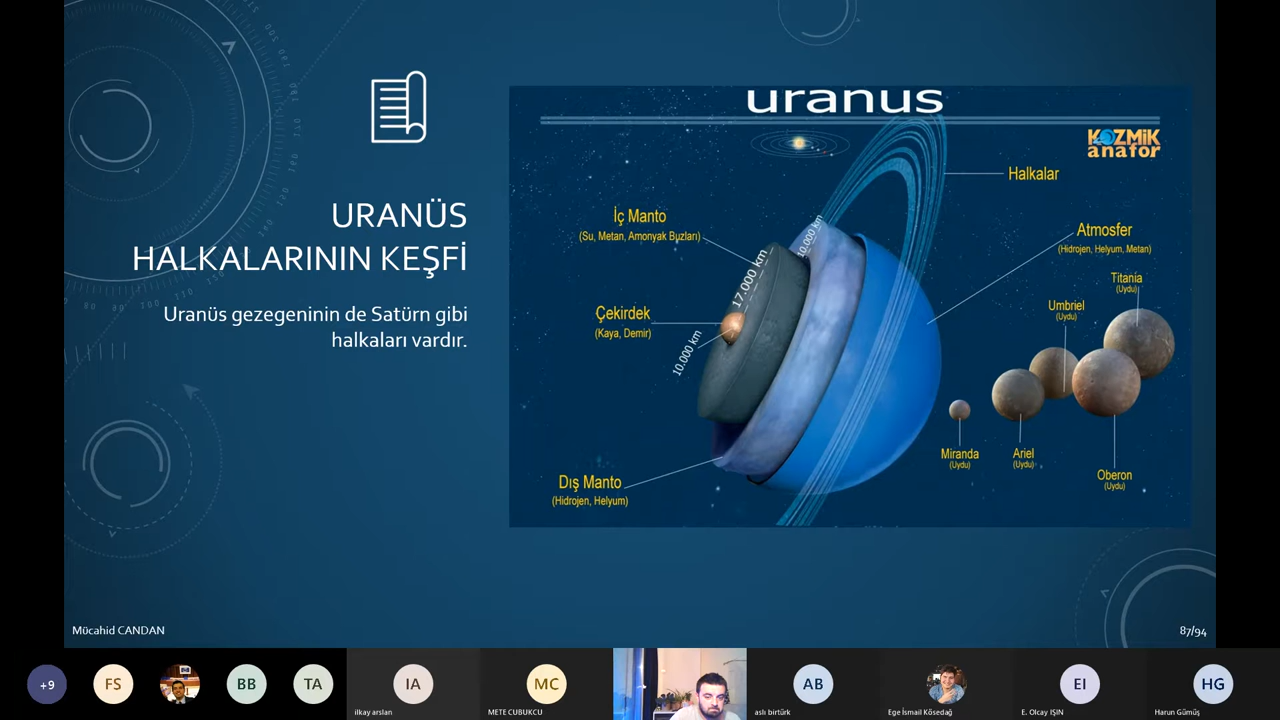 URANÜS
HALKALARININ KEŞFİ
Uranüs gezegeninin de Satürn gibi
halkaları vardır.
uranus
KOZMiK
anafor
Halkalar
İç Manto
(Su, Metan, Amonyak Buzları)
Atmosfer
(Hidrojen, Helyum, Metan)
10.000 km
17.000 km
Çekirdek
(Kaya, Demir)
10.000 km
Titania
(Uydu)
Umbriel
(Uydu)
Miranda
(Uydu)
Ariel
(Uydu)
Oberon
(Uydu)
Dış Manto
(Hidrojen, Helyum)
Mücahid CANDAN
87/94
+9
FS
BB
TA
IA
ilkay arslan
MC
METE CUBUKCU
AB
aslı birtürk
Ege İsmail Kösedağ
EI
E. Olcay IŞIN
HG
Harun Gümüş